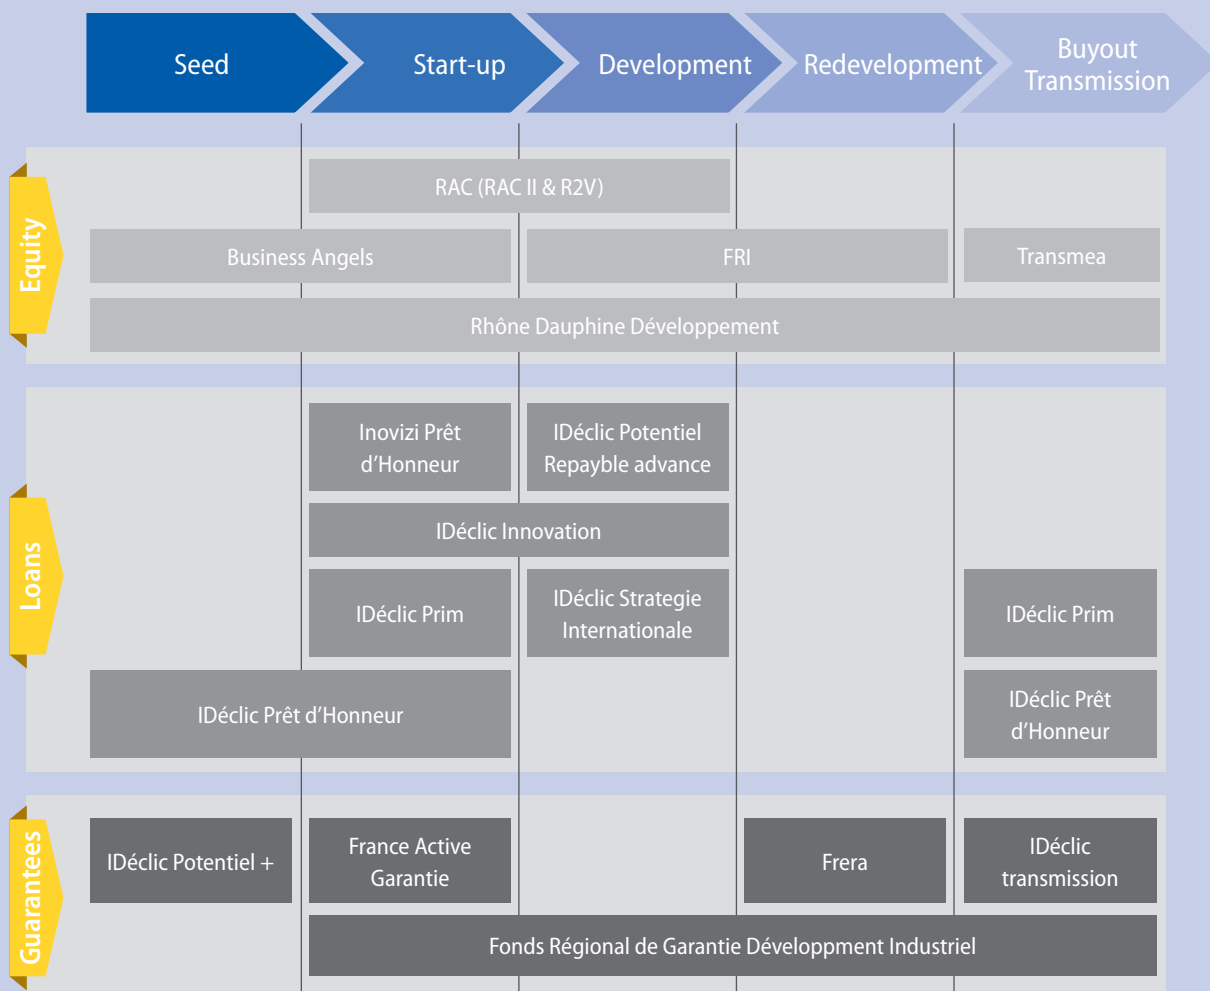 Seed
Start-up
Development
Redevelopment
Buyout
Transmission
Equity
RAC (RAC II & R2V)
Business Angels
FRI
Transmea
Rhône Dauphine Développement
Loans
Inovizi Prêt
d'Honneur
IDéclic Potentiel
Repayble advance
IDéclic Innovation
IDéclic Prim
IDéclic Strategie
Internationale
IDéclic Prim
IDéclic Prêt d'Honneur
IDéclic Prêt
d'Honneur
Guarantees
IDéclic Potentiel +
France Active
Garantie
Frera
IDéclic
transmission
Fonds Régional de Garantie Développment Industriel